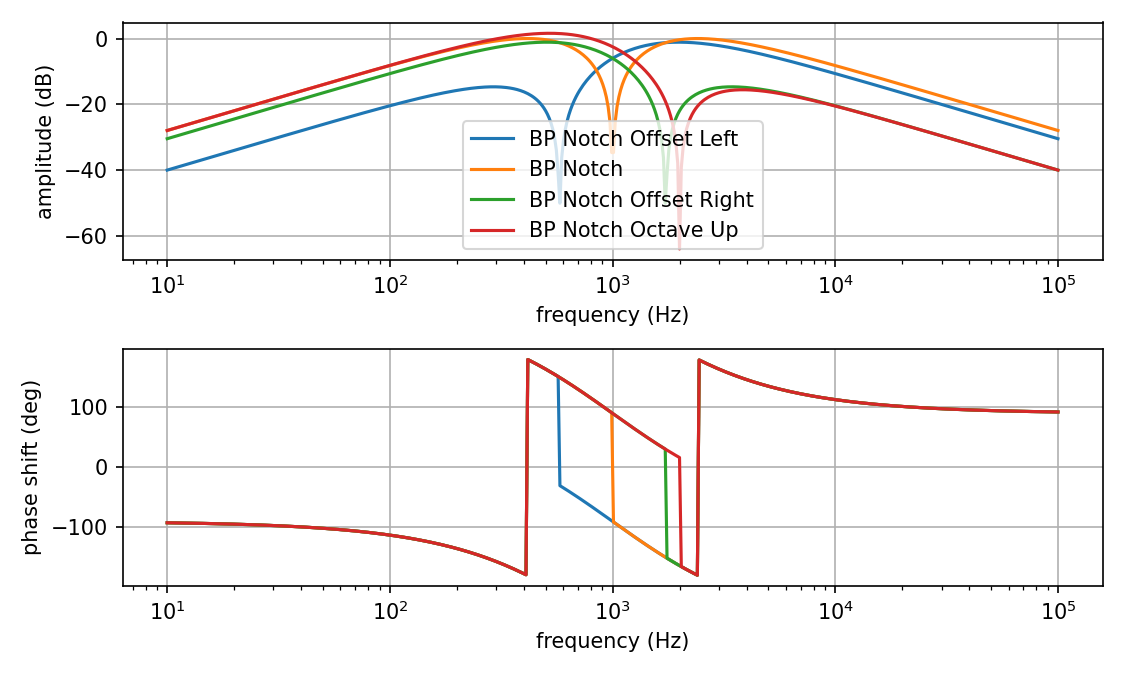 0
−20
−40
−60
amplitude (dB)
BP Notch Offset Left
BP Notch
BP Notch Offset Right
BP Notch Octave Up
10¹ 10² 10³ 10⁴ 10⁵
frequency (Hz)
100
0
−100
phase shift (deg)
10¹ 10² 10³ 10⁴ 10⁵
frequency (Hz)